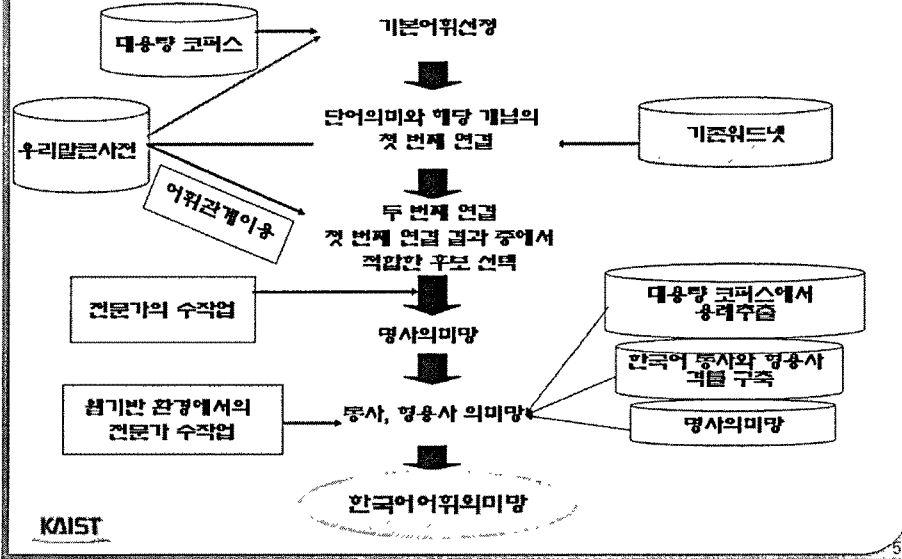 대용량 코퍼스
기본어휘선정
우리말큰사전
단어의미와 해당 개념의
첫 번째 연결
기존워드넷
어휘관계이용
두 번째 연결
첫 번째 연결 결과 중에서
적합한 후보 선택
전문가의 수작업
명사의미망
대용량 코퍼스에서
용례추출
한국어 동사와 형용사
격틀 구축
명사의미망
웹기반 환경에서의
전문가 수작업
동사, 형용사 의미망
한국어어휘의미망
KAIST
5